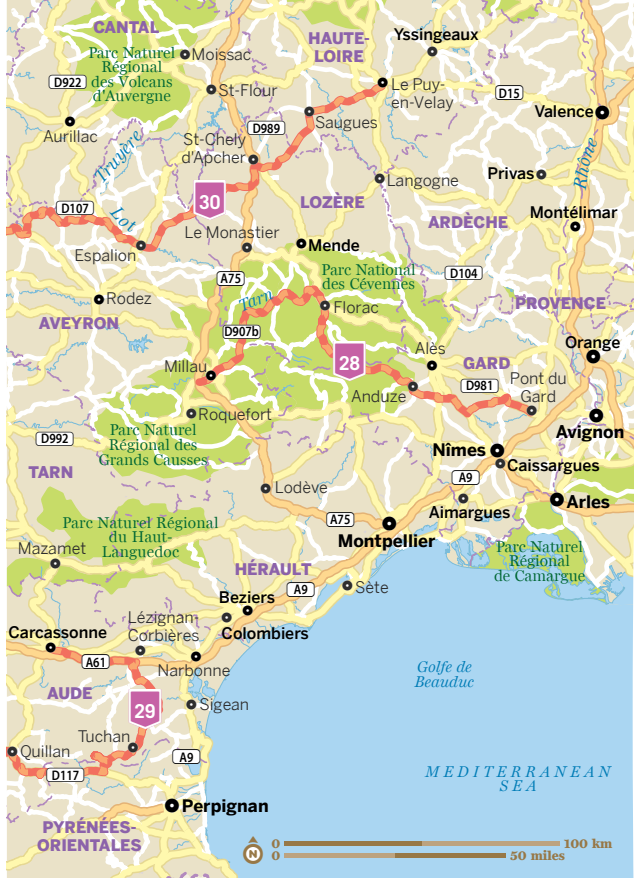 CANTAL
HAUTE-
LOIRE
Yssingeaux
Parc Naturel
Régional
des Volcans
d'Auvergne
Moissac
D922
St-Flour
Le Puy-
en-Velay
D15
Valence
Saugues
D989
Aurillac
St-Chely
d'Apcher
Truyère
Rhône
Privas
Langogne
30
LOZÈRE
D107
Lot
ARDÈCHE
Montélimar
Le Monastier
Espalion
Mende
Parc National
des Cévennes
D104
A75
Tarn
Rodez
Florac
PROVENCE
AVEYRON
D907b
Orange
Alès
28
GARD
Millau
D981
Pont du
Gard
Anduze
Roquefort
Avignon
Parc Naturel
Régional des
Grands Causses
D992
Nîmes
Caissargues
TARN
A9
Lodève
Arles
Aimargues
Parc Naturel Régional
du Haut-
Languedoc
A75
Montpellier
Mazamet
Parc Naturel
Régional
de Camargue
HÉRAULT
A9
Sète
Beziers
Lézignan-
Corbières
Colombiers
Carcassonne
A61
Narbonne
Golfe de
Beauduc
AUDE
29
Sigean
Tuchan
Quillan
A9
D117
MEDITERRANEAN
SEA
Perpignan
PYRÉNÉES-
ORIENTALES
N
0 100 km
0 50 miles